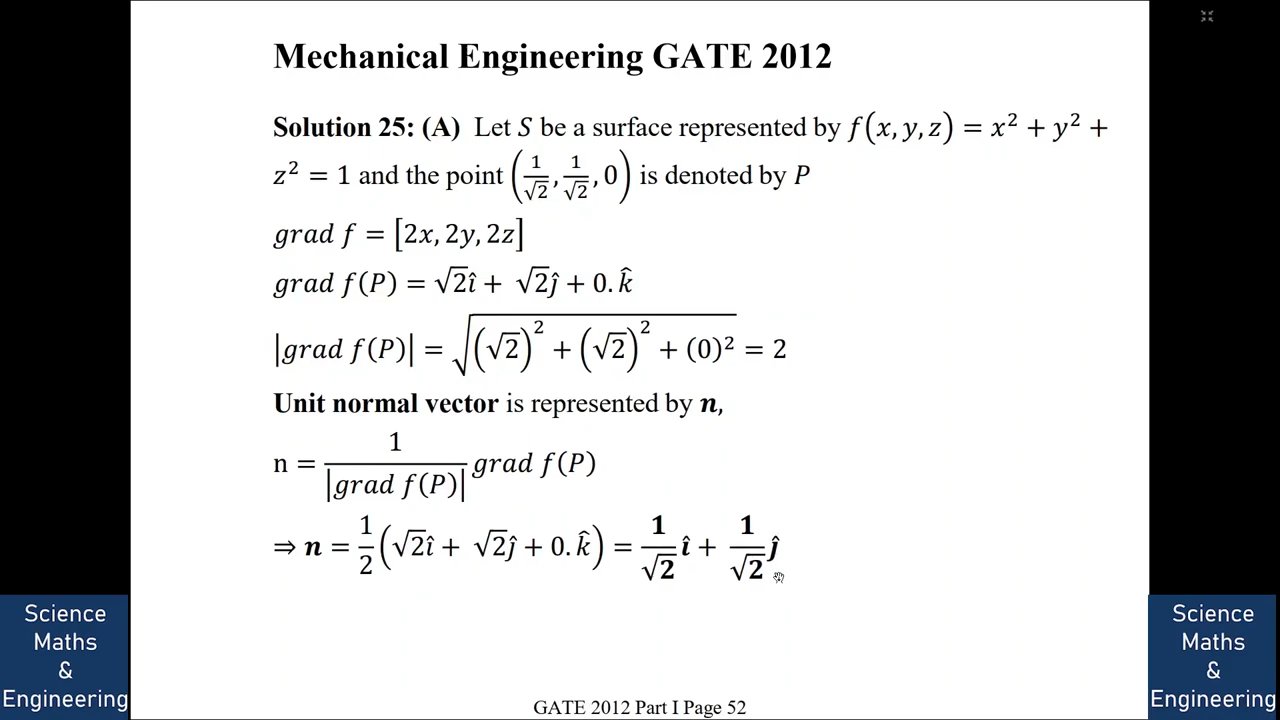 Mechanical Engineering GATE 2012
Solution 25: (A) Let S be a surface represented by f(x, y, z) = x² + y² +
z² = 1 and the point (1/√2, 1/√2, 0) is denoted by P
grad f = [2x, 2y, 2z]
grad f(P) = √2î + √2ĵ + 0.k̂
|grad f(P)| = √((√2)² + (√2)² + (0)²) = 2
Unit normal vector is represented by n,
n = 1/|grad f(P)| grad f(P)
⇒ n = 1/2(√2î + √2ĵ + 0.k̂) = 1/√2 î + 1/√2 ĵ
Science
Maths
&
Engineering
Science
Maths
&
Engineering
GATE 2012 Part I Page 52